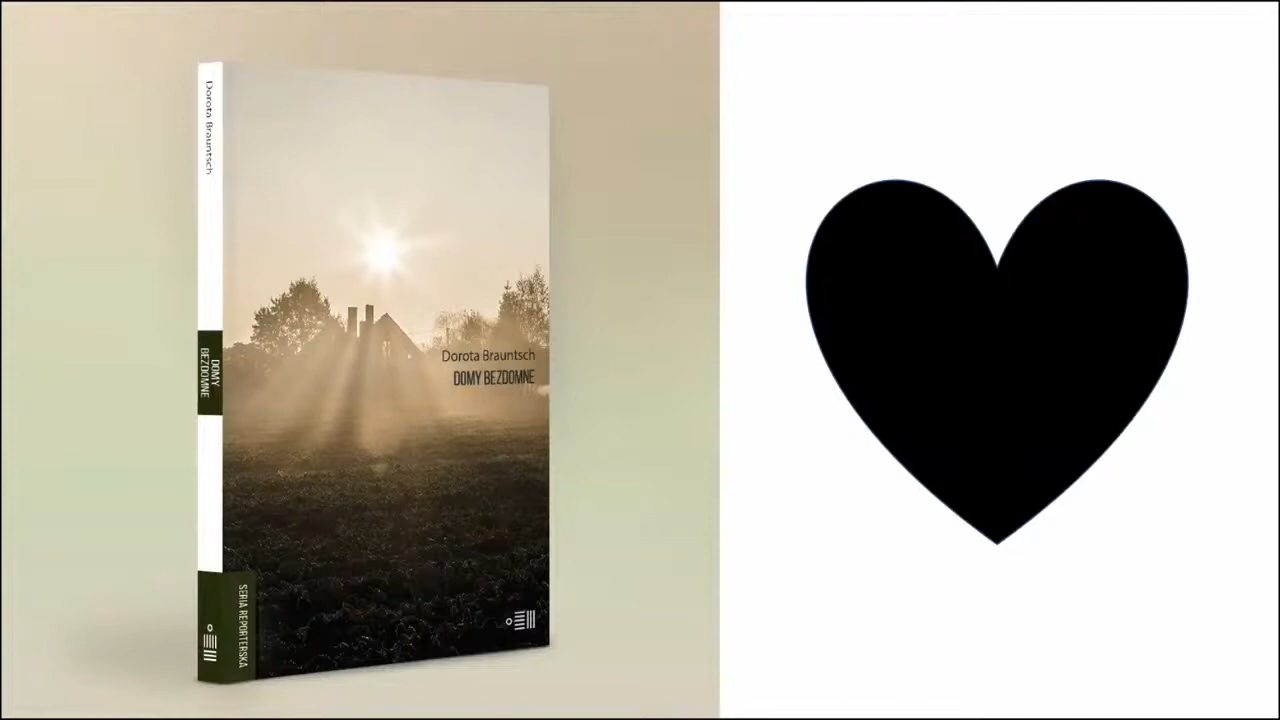 Dorota Brauntsch
DOMY
BEZDOMNE
SERIA REPORTERSKA
Dorota Brauntsch
DOMY BEZDOMNE